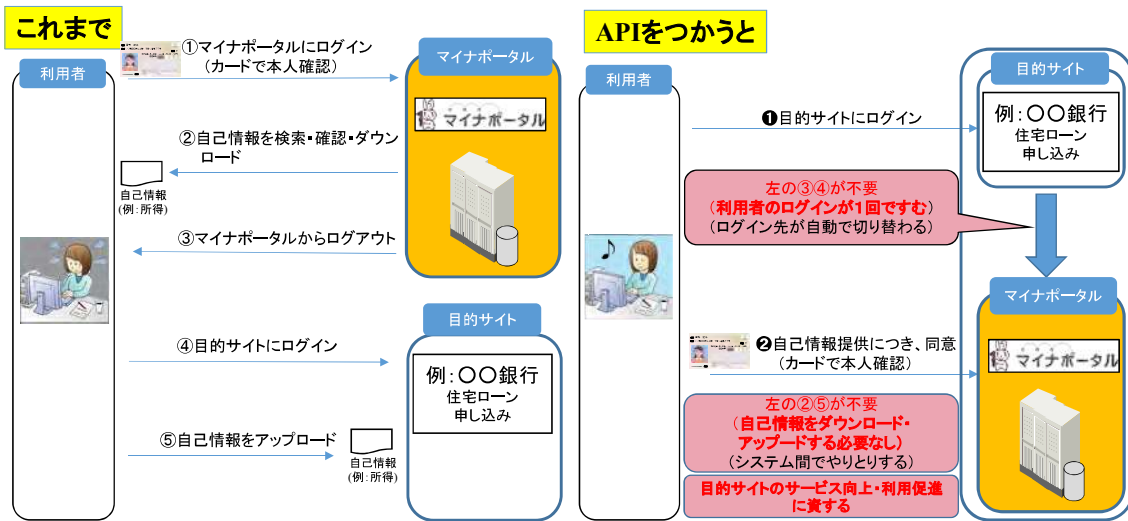 これまで
利用者
①マイナポータルにログイン
(カードで本人確認)
マイナポータル
マイナポータル
②自己情報を検索・確認・ダウン
ロード
自己情報
(例:所得)
③マイナポータルからログアウト
目的サイト
④目的サイトにログイン
例:〇〇銀行
住宅ローン
申し込み
⑤自己情報をアップロード
自己情報
(例:所得)
APIをつかうと
利用者
目的サイト
❶目的サイトにログイン
例:〇〇銀行
住宅ローン
申し込み
左の③④が不要
(利用者のログインが1回ですむ)
(ログイン先が自動で切り替わる)
マイナポータル
❷自己情報提供につき、同意
(カードで本人確認)
マイナポータル
左の②⑤が不要
(自己情報をダウンロード・
アップードする必要なし)
(システム間でやりとりする)
目的サイトのサービス向上・利用促進
に資する